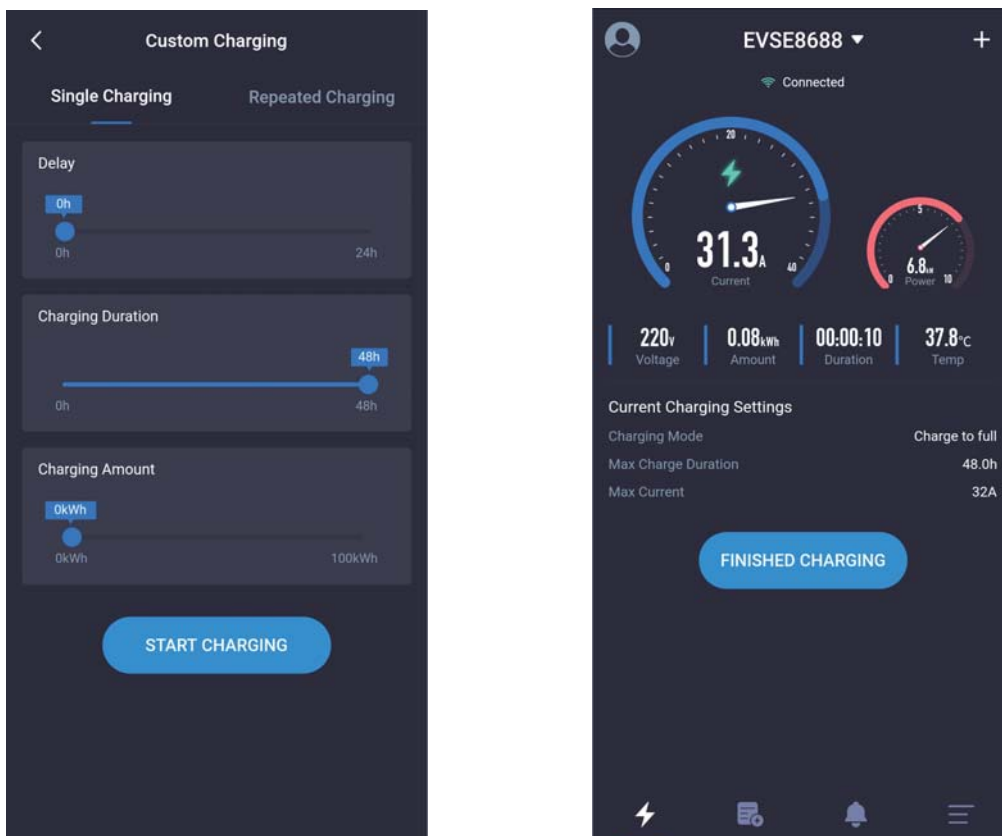 Custom Charging
Single Charging Repeated Charging
Delay
0h
0h 24h
Charging Duration
48h
0h 48h
Charging Amount
0kWh
0kWh 100kWh
START CHARGING
EVSE8688
Connected
20
31.3A
0 40
Current
5
6.8kW
0 10
Power
220V 0.08kWh 00:00:10 37.8°C
Voltage Amount Duration Temp
Current Charging Settings
Charging Mode Charge to full
Max Charge Duration 48.0h
Max Current 32A
FINISHED CHARGING